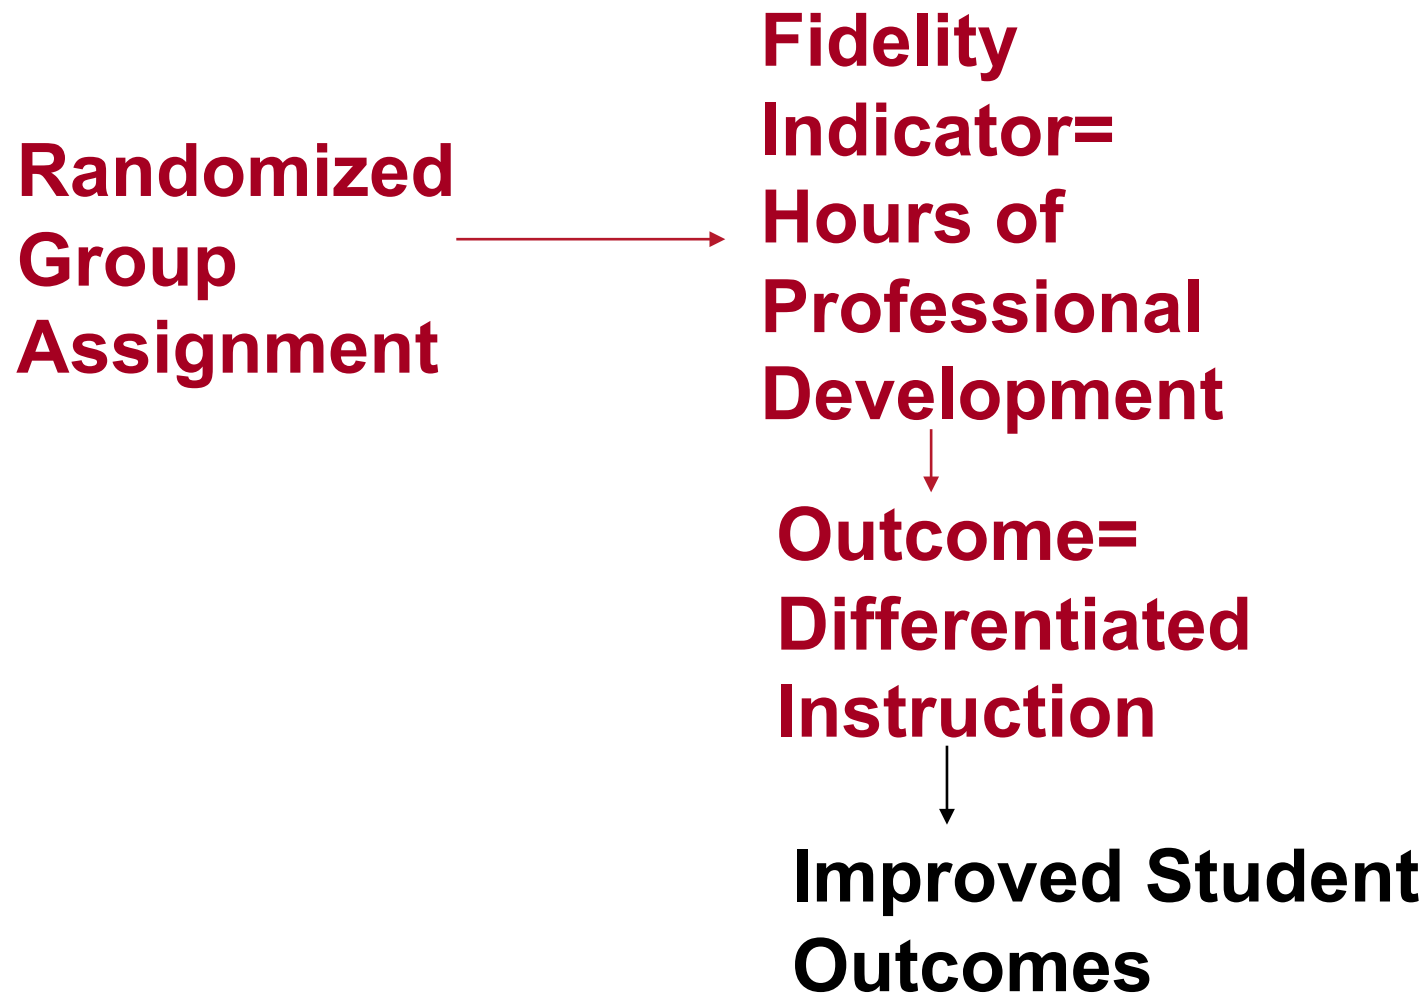 Randomized
Group
Assignment
Fidelity
Indicator=
Hours of
Professional
Development
Outcome=
Differentiated
Instruction
Improved Student
Outcomes